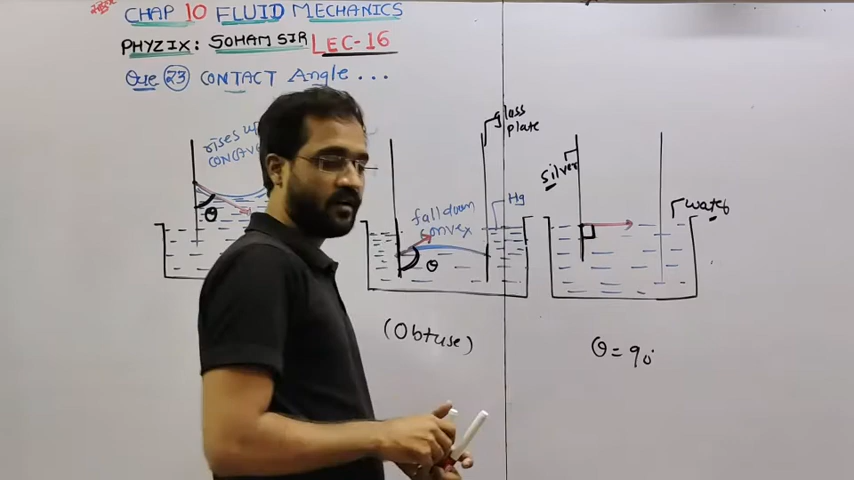 CHAP 10 FLUID MECHANICS
PHYZIX: SOHAM SIR LEC-16
Que 23 CONTACT Angle ...
rises
concave
θ
glass
plate
Hg
fall down
convex
θ
(Obtuse)
silver
water
θ = 90°